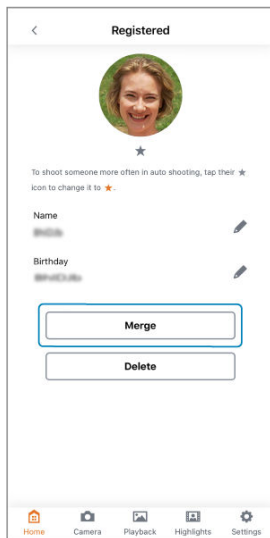 Registered
To shoot someone more often in auto shooting, tap their ★
icon to change it to ★.
Name
Birthday
Merge
Delete
Home Camera Playback Highlights Settings